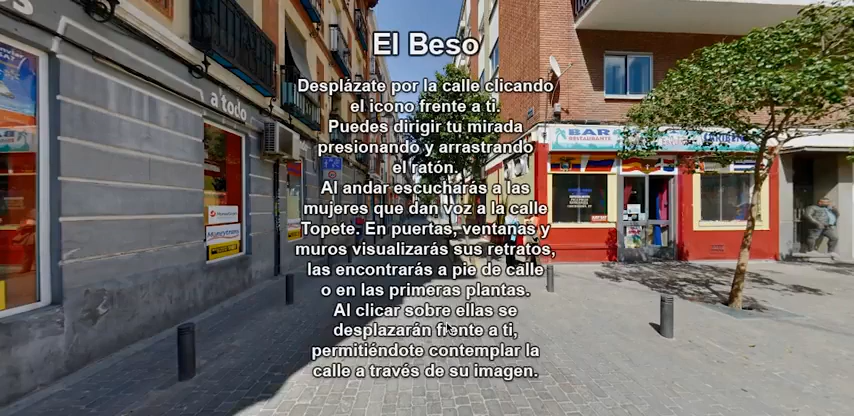 El Beso
Desplázate por la calle clicando
el icono frente a ti.
Puedes dirigir tu mirada
presionando y arrastrando
el ratón.
Al andar escucharás a las
mujeres que dan voz a la calle
Topete. En puertas, ventanas y
muros visualizarás sus retratos,
las encontrarás a pie de calle
o en las primeras plantas.
Al clicar sobre ellas se
desplazarán frente a ti,
permitiéndote contemplar la
calle a través de su imagen.
a todo
BAR
RESTAURANTE